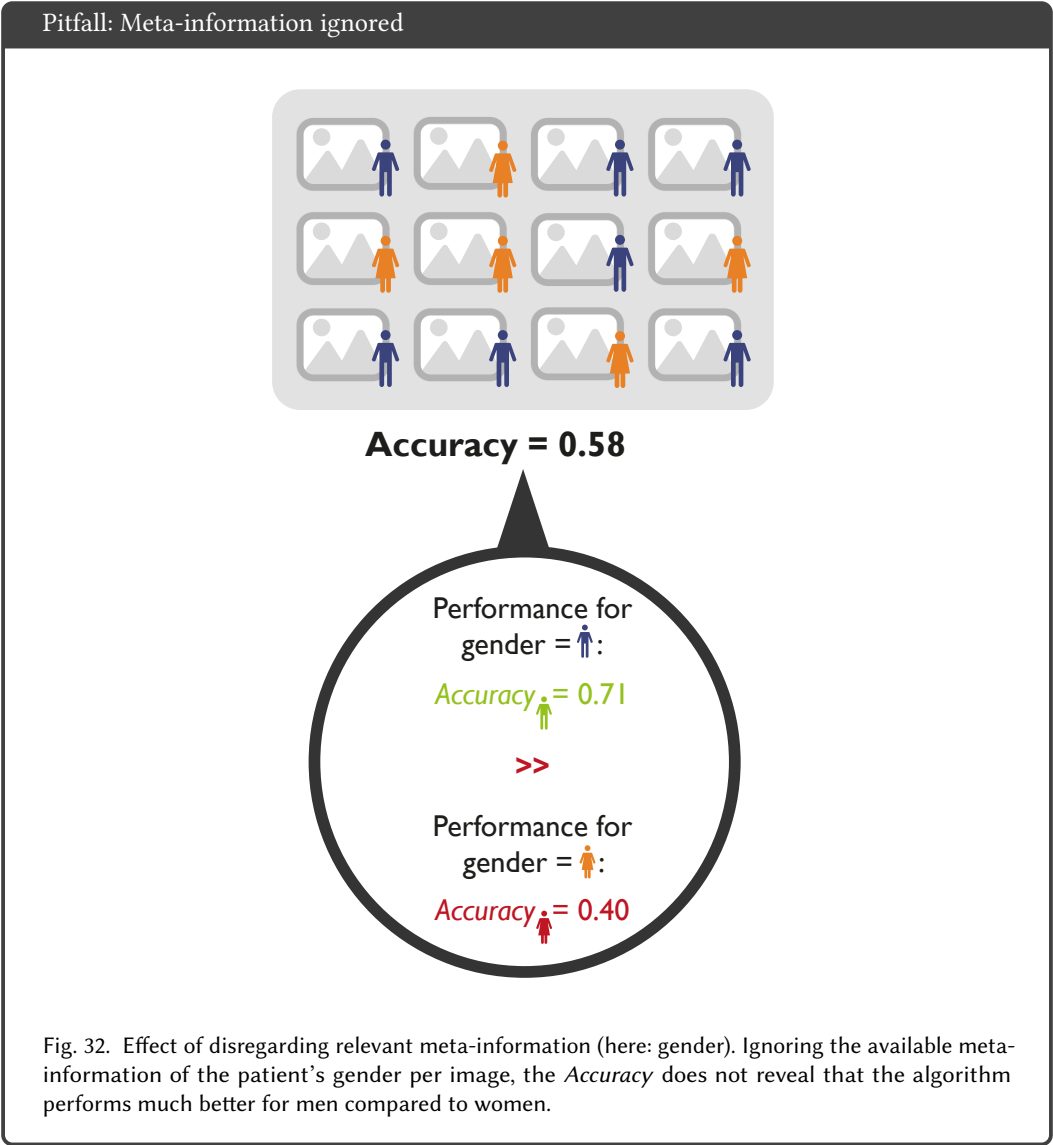 Pitfall: Meta-information ignored
Accuracy = 0.58
Performance for
gender = :
Accuracy = 0.71
>>
Performance for
gender = :
Accuracy = 0.40
Fig. 32. Effect of disregarding relevant meta-information (here: gender). Ignoring the available meta-
information of the patient's gender per image, the Accuracy does not reveal that the algorithm
performs much better for men compared to women.